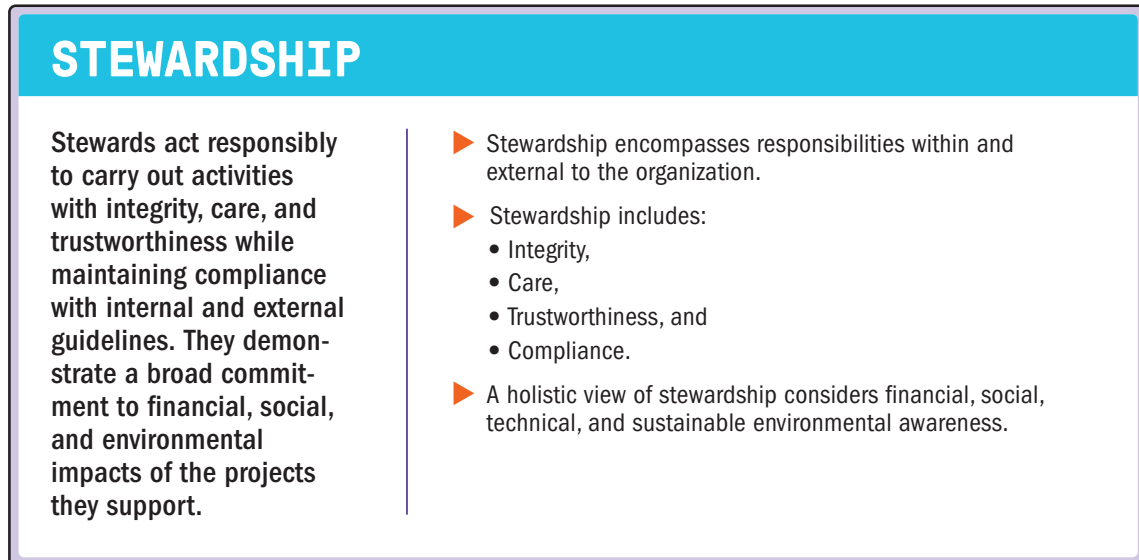 STEWARDSHIP
Stewards act responsibly
to carry out activities
with integrity, care, and
trustworthiness while
maintaining compliance
with internal and external
guidelines. They demon-
strate a broad commit-
ment to financial, social,
and environmental
impacts of the projects
they support.
▶ Stewardship encompasses responsibilities within and
external to the organization.
▶ Stewardship includes:
• Integrity,
• Care,
• Trustworthiness, and
• Compliance.
▶ A holistic view of stewardship considers financial, social,
technical, and sustainable environmental awareness.